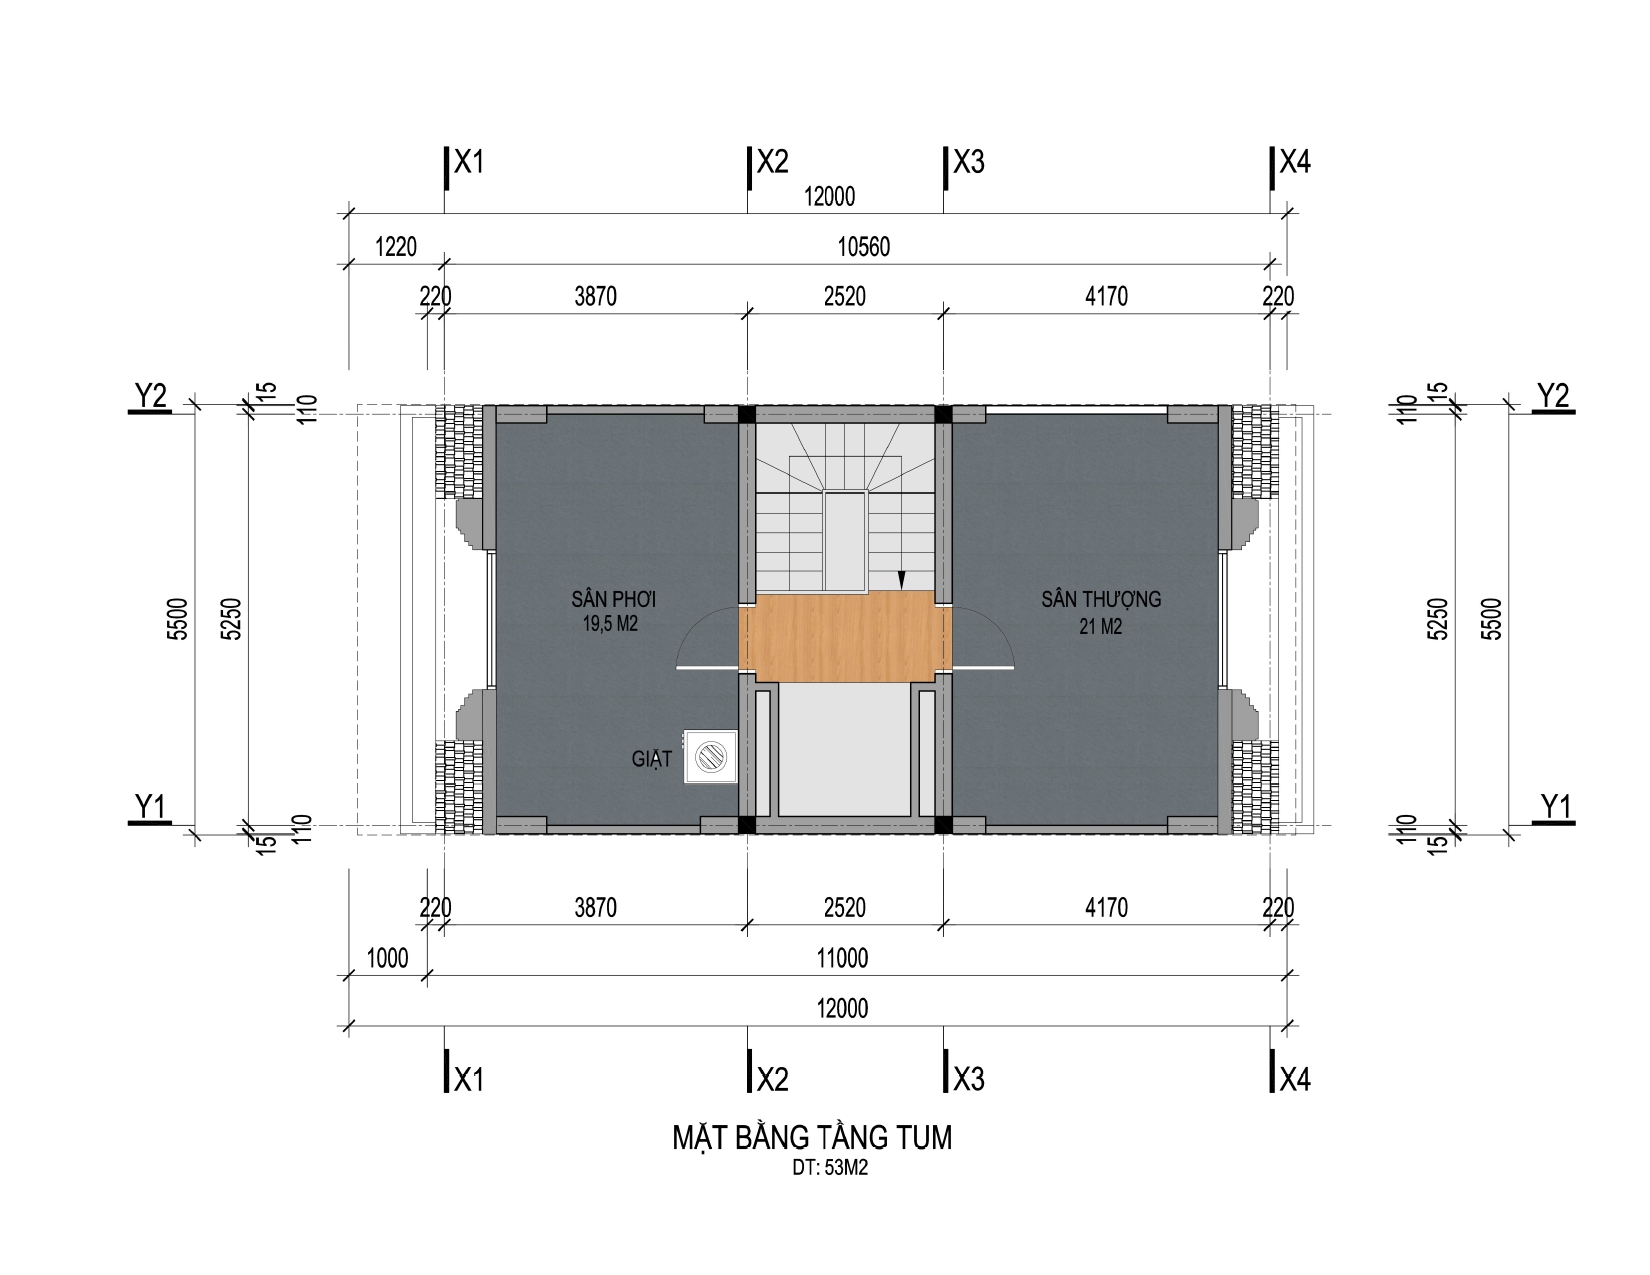 X1 X2 X3 X4
12000
1220 10560
220 3870 2520 4170 220
Y2 15 110 110 15 Y2
5500 5250 SÂN PHƠI SÂN THƯỢNG 5250 5500
19,5 M2 21 M2
GIẶT
Y1 110 15 110 15 Y1
220 3870 2520 4170 220
1000 11000
12000
X1 X2 X3 X4
MẶT BẰNG TẦNG TUM
DT: 53M2